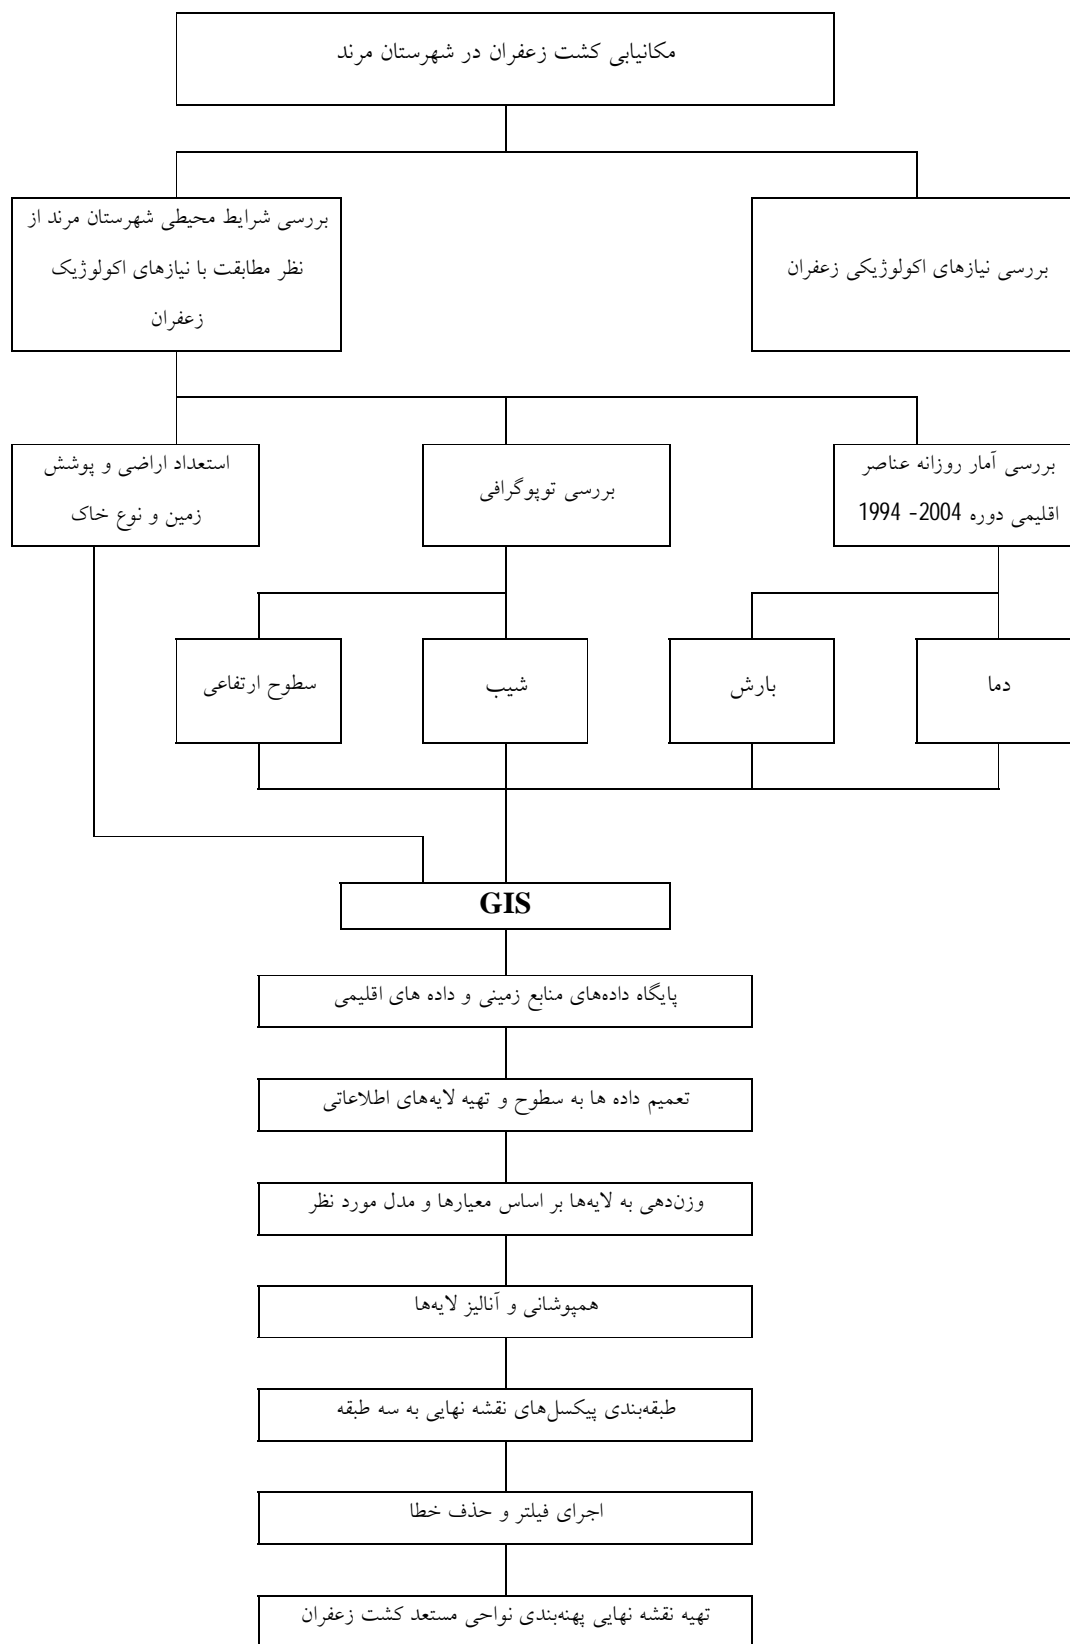 مکانیابی کشت زعفران در شهرستان مرند
بررسی نیازهای اکولوژیکی زعفران
بررسی شرایط محیطی شهرستان مرند از
نظر مطابقت با نیازهای اکولوژیک
زعفران
بررسی آمار روزانه عناصر
اقلیمی دوره 2004- 1994
بررسی توپوگرافی
استعداد اراضی و پوشش
زمین و نوع خاک
دما
بارش
شیب
سطوح ارتفاعی
GIS
پایگاه داده‌های منابع زمینی و داده های اقلیمی
تعمیم داده ها به سطوح و تهیه لایه‌های اطلاعاتی
وزن‌دهی به لایه‌ها بر اساس معیارها و مدل مورد نظر
همپوشانی و آنالیز لایه‌ها
طبقه‌بندی پیکسل‌های نقشه نهایی به سه طبقه
اجرای فیلتر و حذف خطا
تهیه نقشه نهایی پهنه‌بندی نواحی مستعد کشت زعفران